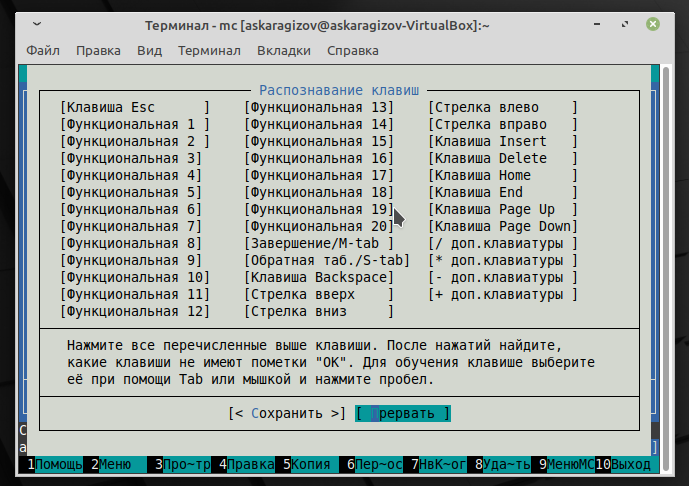 Терминал - mc [askaragizov@askaragizov-VirtualBox]:~
Файл Правка Вид Терминал Вкладки Справка
Распознавание клавиш
[Клавиша Esc ] [Функциональная 13] [Стрелка влево ]
[Функциональная 1 ] [Функциональная 14] [Стрелка вправо ]
[Функциональная 2 ] [Функциональная 15] [Клавиша Insert ]
[Функциональная 3] [Функциональная 16] [Клавиша Delete ]
[Функциональная 4] [Функциональная 17] [Клавиша Home ]
[Функциональная 5] [Функциональная 18] [Клавиша End ]
[Функциональная 6] [Функциональная 19] [Клавиша Page Up ]
[Функциональная 7] [Функциональная 20] [Клавиша Page Down]
[Функциональная 8] [Завершение/M-tab ] [/ доп.клавиатуры ]
[Функциональная 9] [Обратная таб./S-tab] [* доп.клавиатуры ]
[Функциональная 10] [Клавиша Backspace] [- доп.клавиатуры ]
[Функциональная 11] [Стрелка вверх ] [+ доп.клавиатуры ]
[Функциональная 12] [Стрелка вниз ]
Нажмите все перечисленные выше клавиши. После нажатий найдите,
какие клавиши не имеют пометки "OK". Для обучения клавише выберите
её при помощи Tab или мышкой и нажмите пробел.
[< Сохранить >] [ Прервать ]
С
а ]
1Помощь 2Меню 3Про~тр 4Правка 5Копия 6Пер~ос 7НвК~ог 8Уда~ть 9МенюМС 10Выход